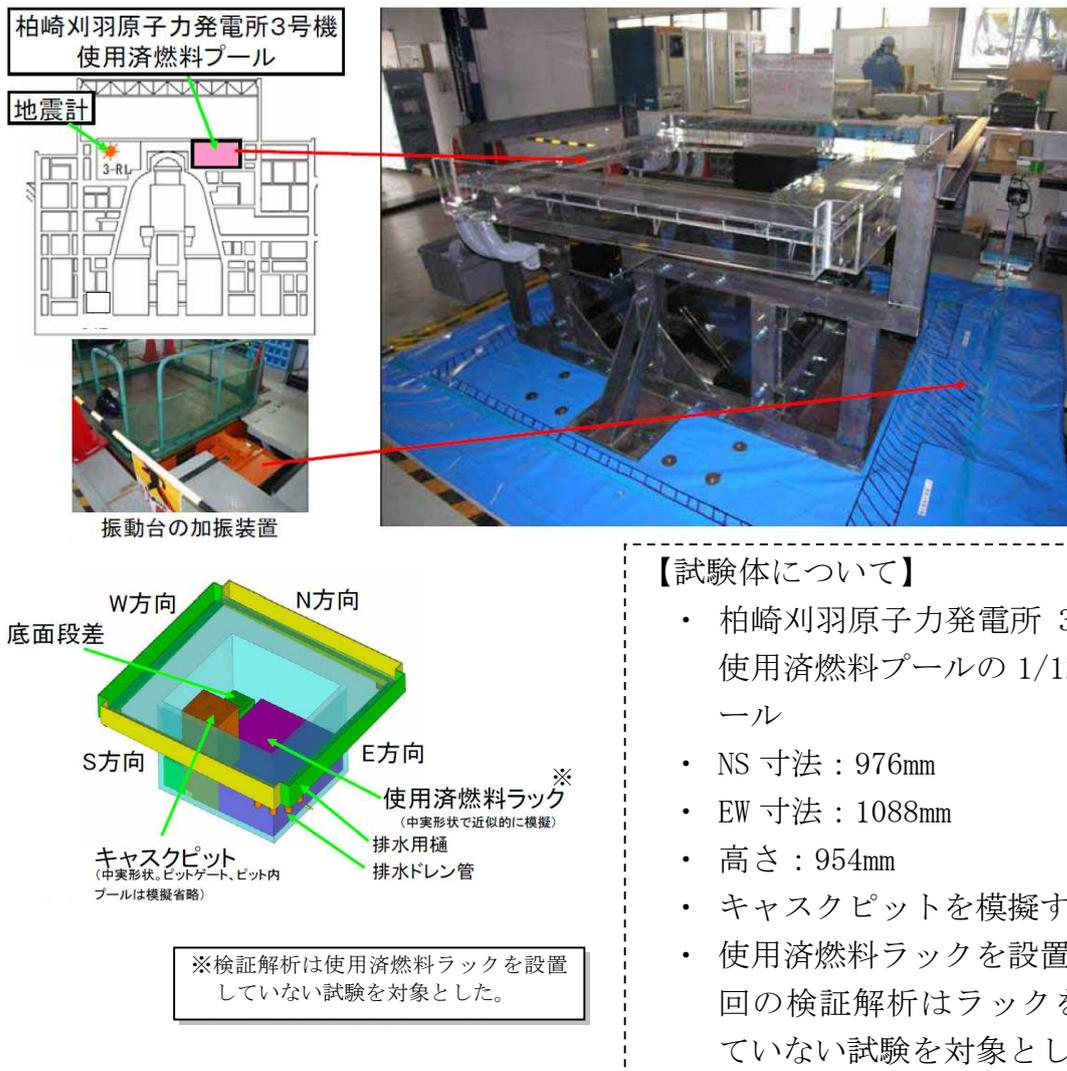 柏崎刈羽原子力発電所3号機
使用済燃料プール
地震計
3-RL
振動台の加振装置
W方向
N方向
底面段差
S方向
E方向
使用済燃料ラック
※
(中実形状で近似的に模擬)
排水用樋
排水ドレン管
キャスクピット
(中実形状。ピットゲート、ピット内
プールは模擬省略)
※検証解析は使用済燃料ラックを設置
していない試験を対象とした。
【試験体について】
・ 柏崎刈羽原子力発電所 3
使用済燃料プールの 1/1
ール
・ NS 寸法：976mm
・ EW 寸法：1088mm
・ 高さ：954mm
・ キャスクピットを模擬す
・ 使用済燃料ラックを設置
回の検証解析はラックを
ていない試験を対象とし